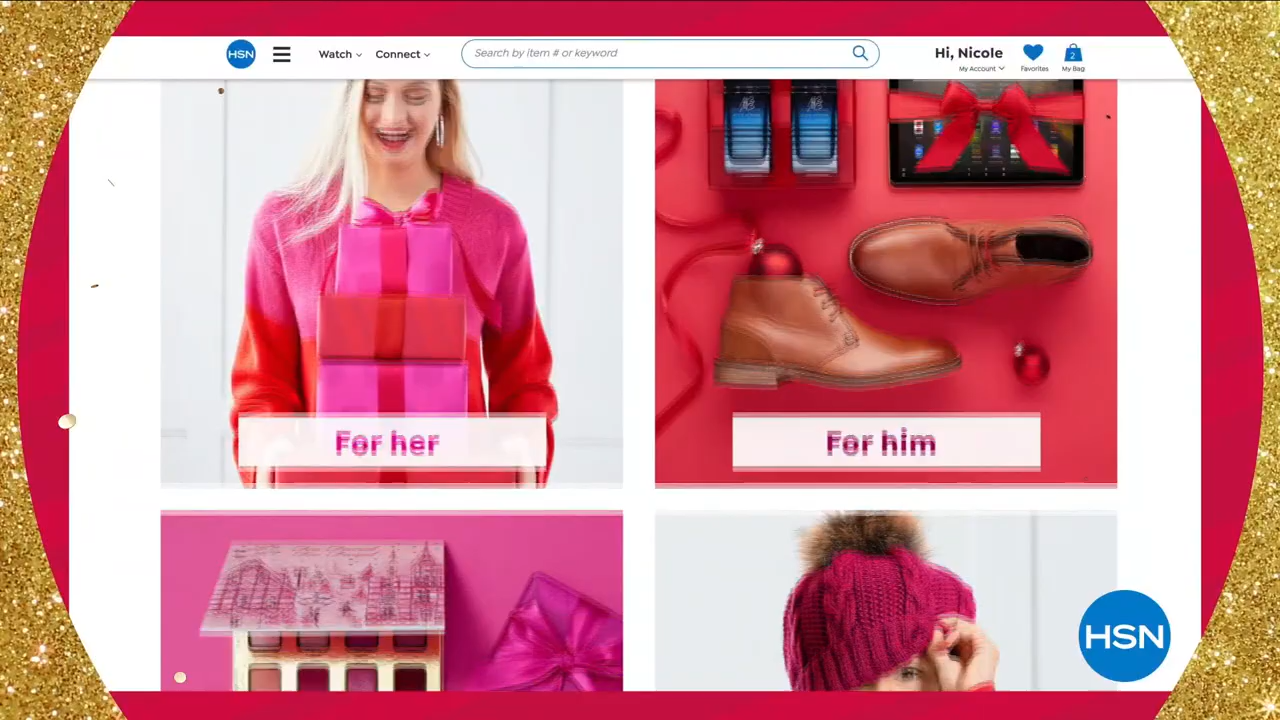 HSN
Watch
Connect
Search by item # or keyword
Hi, Nicole
My Account
Favorites
2
My Bag
For her
For him
HSN